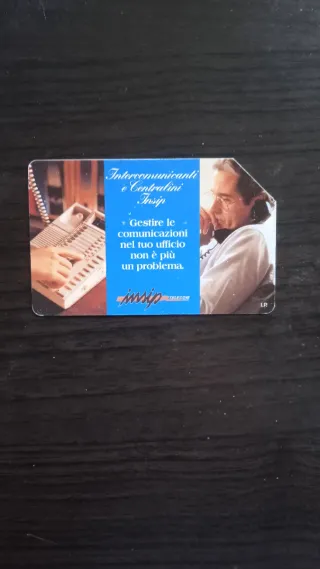 Intercomunicanti
e Centralini
Insip
Gestire le
comunicazioni
nel tuo ufficio
non è più
un problema.
insip